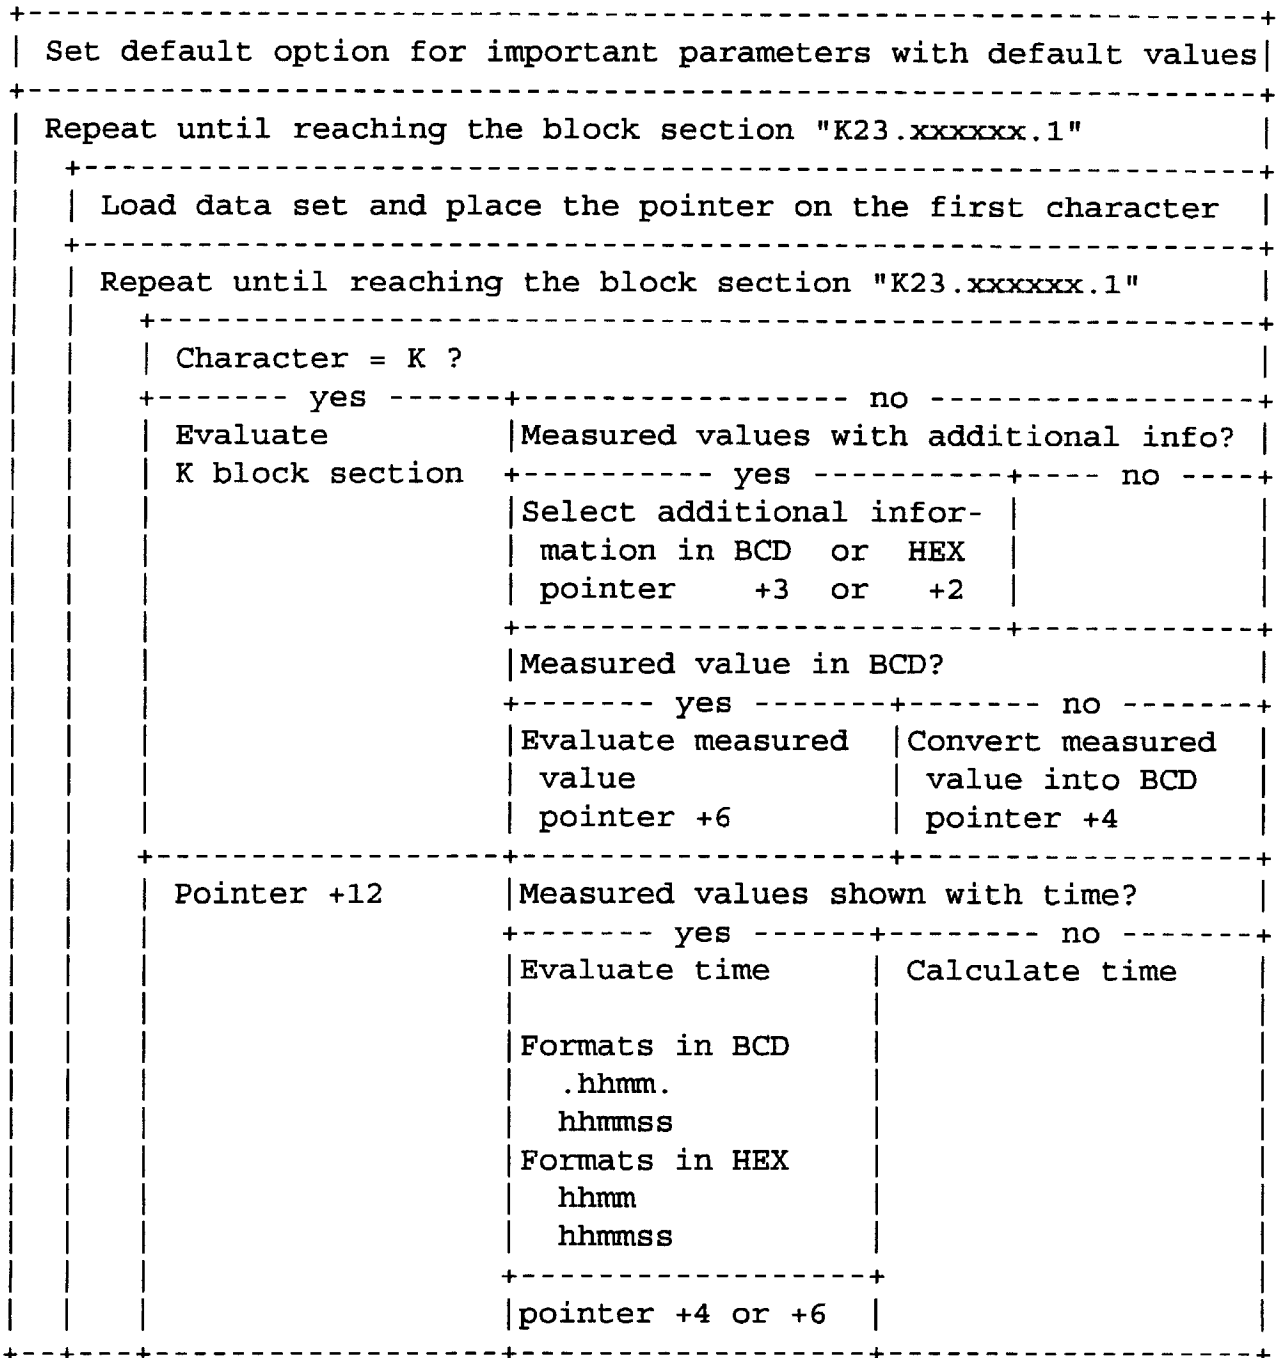 Set default option for important parameters with default values
Repeat until reaching the block section "K23.xxxxxx.1"
Load data set and place the pointer on the first character
Repeat until reaching the block section "K23.xxxxxx.1"
Character = K ?
yes no
Evaluate Measured values with additional info?
K block section yes no
Select additional infor-
mation in BCD or HEX
pointer +3 or +2
Measured value in BCD?
yes no
Evaluate measured Convert measured
value value into BCD
pointer +6 pointer +4
Pointer +12 Measured values shown with time?
yes no
Evaluate time Calculate time
Formats in BCD
.hhmm.
hhmmss
Formats in HEX
hhmm
hhmmss
pointer +4 or +6